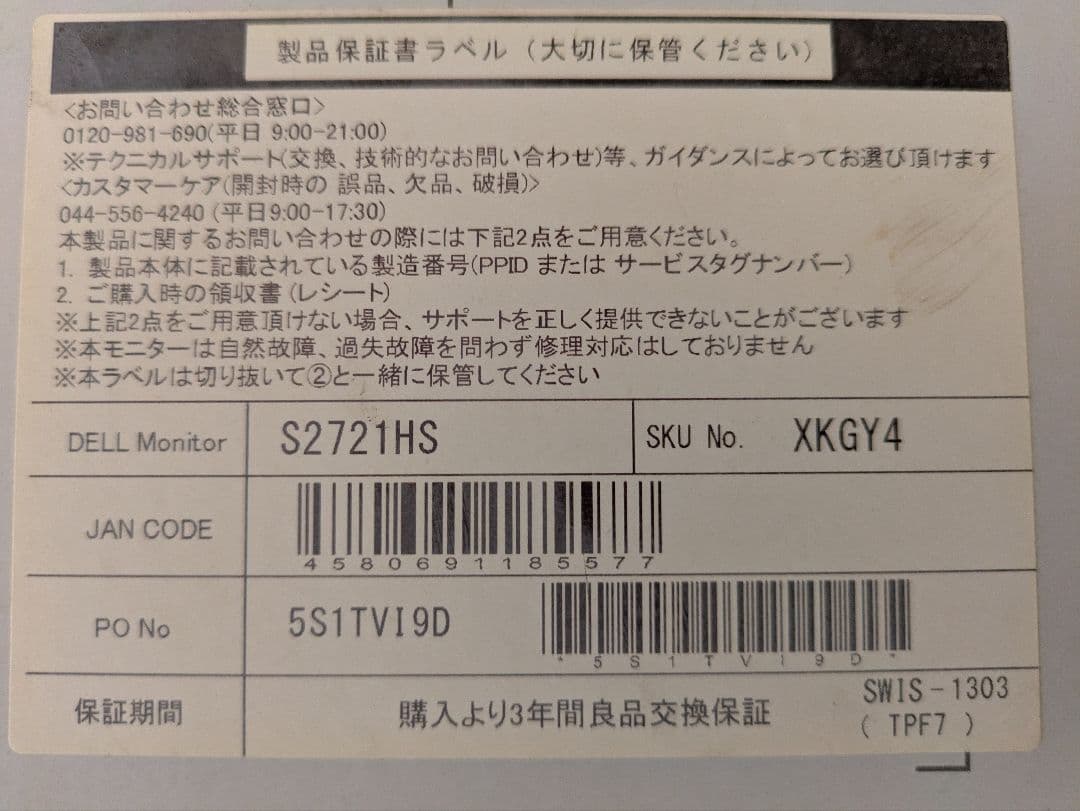 製品保証書ラベル（大切に保管ください）
<お問い合わせ総合窓口>
0120-981-690(平日 9:00-21:00)
※テクニカルサポート(交換、技術的なお問い合わせ)等、ガイダンスによってお選び頂けます
<カスタマーケア(開封時の 誤品、欠品、破損)>
044-556-4240 (平日9:00-17:30)
本製品に関するお問い合わせの際には下記2点をご用意ください。
1. 製品本体に記載されている製造番号(PPID または サービスタグナンバー)
2. ご購入時の領収書 (レシート)
※上記2点をご用意頂けない場合、サポートを正しく提供できないことがございます
※本モニターは自然故障、過失故障を問わず修理対応はしておりません
※本ラベルは切り抜いて②と一緒に保管してください
DELL Monitor S2721HS SKU No. XKGY4
JAN CODE
4580691185577
PO No 5S1TVI9D
*5S1TVI9D*
保証期間 購入より3年間良品交換保証 SWIS-1303
( TPF7 )